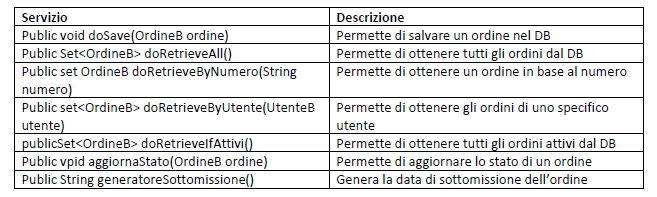 Servizio Descrizione
Public void doSave(OrdineB ordine) Permette di salvare un ordine nel DB
Public Set<OrdineB> doRetrieveAll() Permette di ottenere tutti gli ordini dal DB
Public set OrdineB doRetrieveByNumero(String Permette di ottenere un ordine in base al numero
numero)
Public set<OrdineB> doRetrieveByUtente(UtenteB Permette di ottenere gli ordini di uno specifico
utente) utente
publicSet<OrdineB> doRetrieveIfAttivi() Permette di ottenere tutti gli ordini attivi dal DB
Public vpid aggiornaStato(OrdineB ordine) Permette di aggiornare lo stato di un ordine
Public String generatoreSottomissione() Genera la data di sottomissione dell’ordine